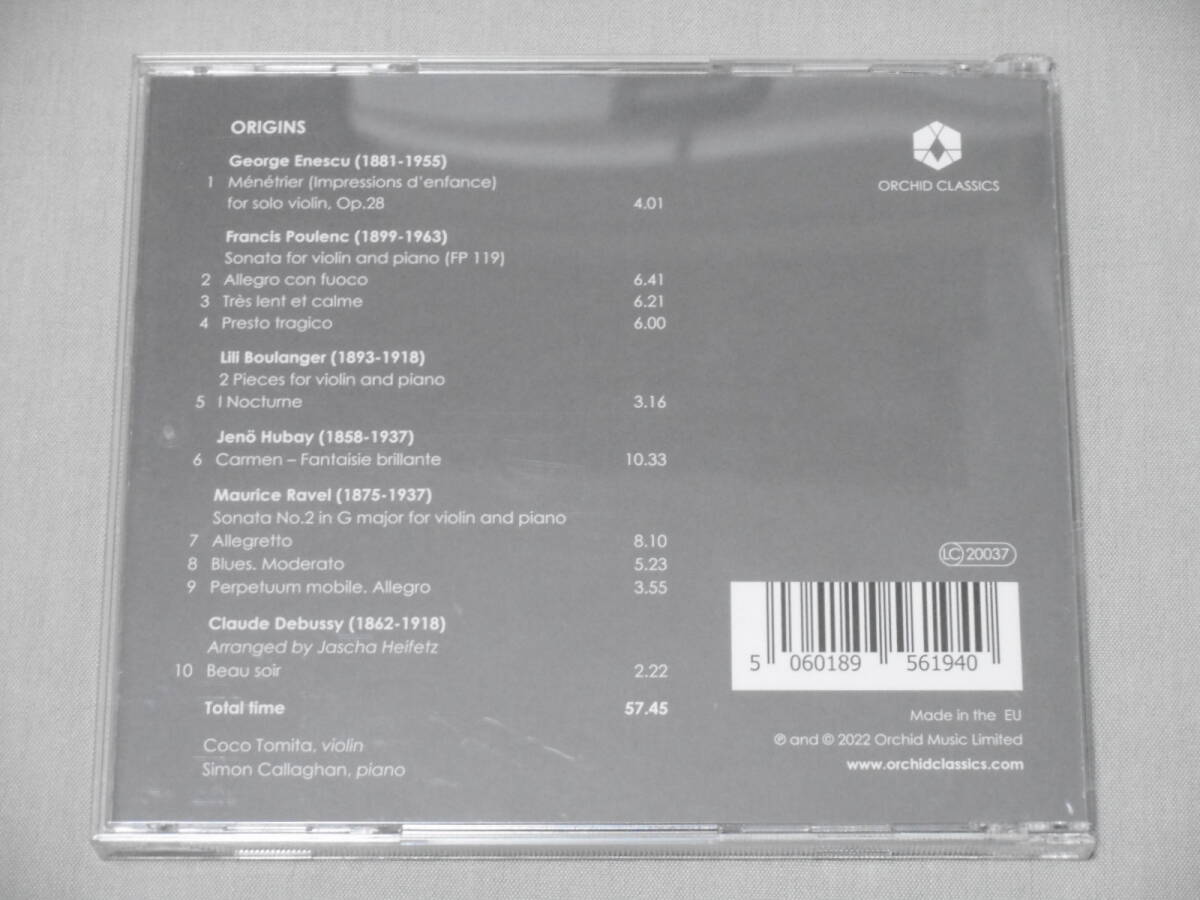 ORIGINS
George Enescu (1881-1955)
1 Ménétrier (Impressions d'enfance)
for solo violin, Op.28 4.01
Francis Poulenc (1899-1963)
Sonata for violin and piano (FP 119)
2 Allegro con fuoco 6.41
3 Très lent et calme 6.21
4 Presto tragico 6.00
Lili Boulanger (1893-1918)
2 Pieces for violin and piano
5 I Nocturne 3.16
Jenö Hubay (1858-1937)
6 Carmen – Fantaisie brillante 10.33
Maurice Ravel (1875-1937)
Sonata No.2 in G major for violin and piano
7 Allegretto 8.10
8 Blues. Moderato 5.23
9 Perpetuum mobile. Allegro 3.55
Claude Debussy (1862-1918)
Arranged by Jascha Heifetz
10 Beau soir 2.22
Total time 57.45
Coco Tomita, violin
Simon Callaghan, piano
ORCHID CLASSICS
LC 20037
5 060189 561940
Made in the EU
℗ and © 2022 Orchid Music Limited
www.orchidclassics.com